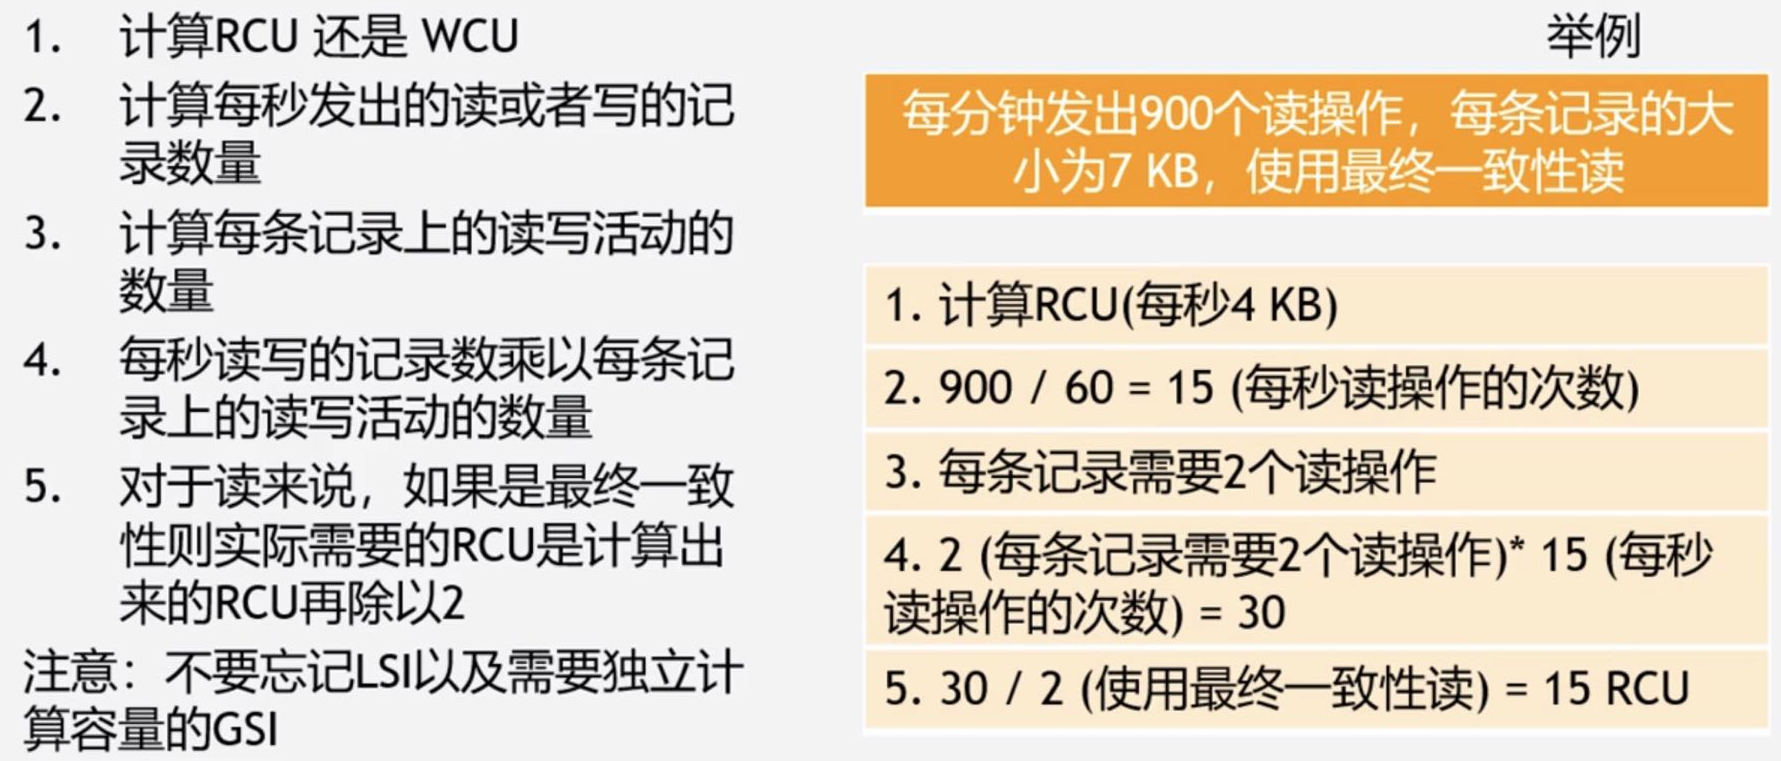 1. 计算RCU 还是 WCU
2. 计算每秒发出的读或者写的记
录数量
3. 计算每条记录上的读写活动的
数量
4. 每秒读写的记录数乘以每条记
录上的读写活动的数量
5. 对于读来说，如果是最终一致
性则实际需要的RCU是计算出
来的RCU再除以2
注意：不要忘记LSI以及需要独立计
算容量的GSI
举例
每分钟发出900个读操作，每条记录的大
小为7 KB，使用最终一致性读
1. 计算RCU(每秒4 KB)
2. 900 / 60 = 15 (每秒读操作的次数)
3. 每条记录需要2个读操作
4. 2 (每条记录需要2个读操作)* 15 (每秒
读操作的次数) = 30
5. 30 / 2 (使用最终一致性读) = 15 RCU